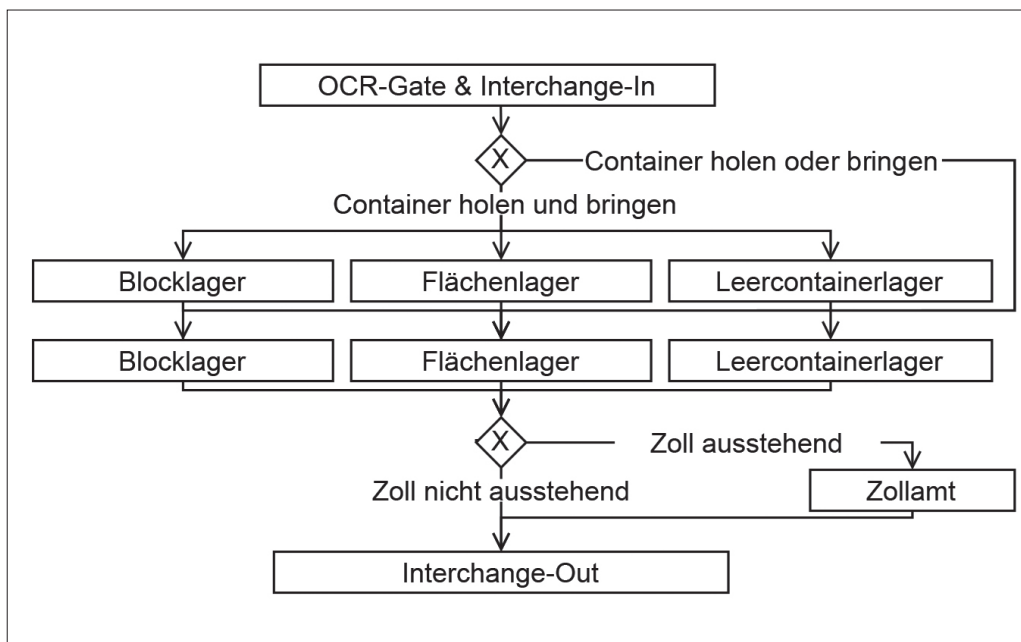 OCR-Gate & Interchange-In
X
Container holen oder bringen
Container holen und bringen
Blocklager
Flächenlager
Leercontainerlager
Blocklager
Flächenlager
Leercontainerlager
X
Zoll ausstehend
Zoll nicht ausstehend
Zollamt
Interchange-Out